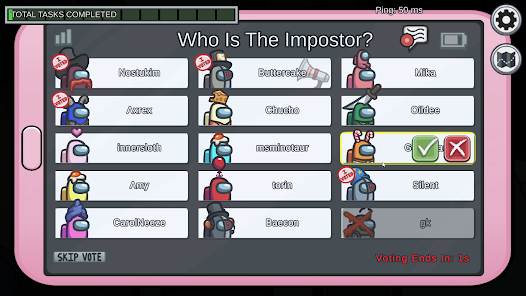 TOTAL TASKS COMPLETED
Ping: 50 ms
Who Is The Impostor?
Nostukim
Buttercake
Mika
Axrex
Chucho
Oildee
innersloth
msminotaur
Amy
torin
Silent
CarolNeeze
Baecon
gk
SKIP VOTE
Voting Ends In: 1s